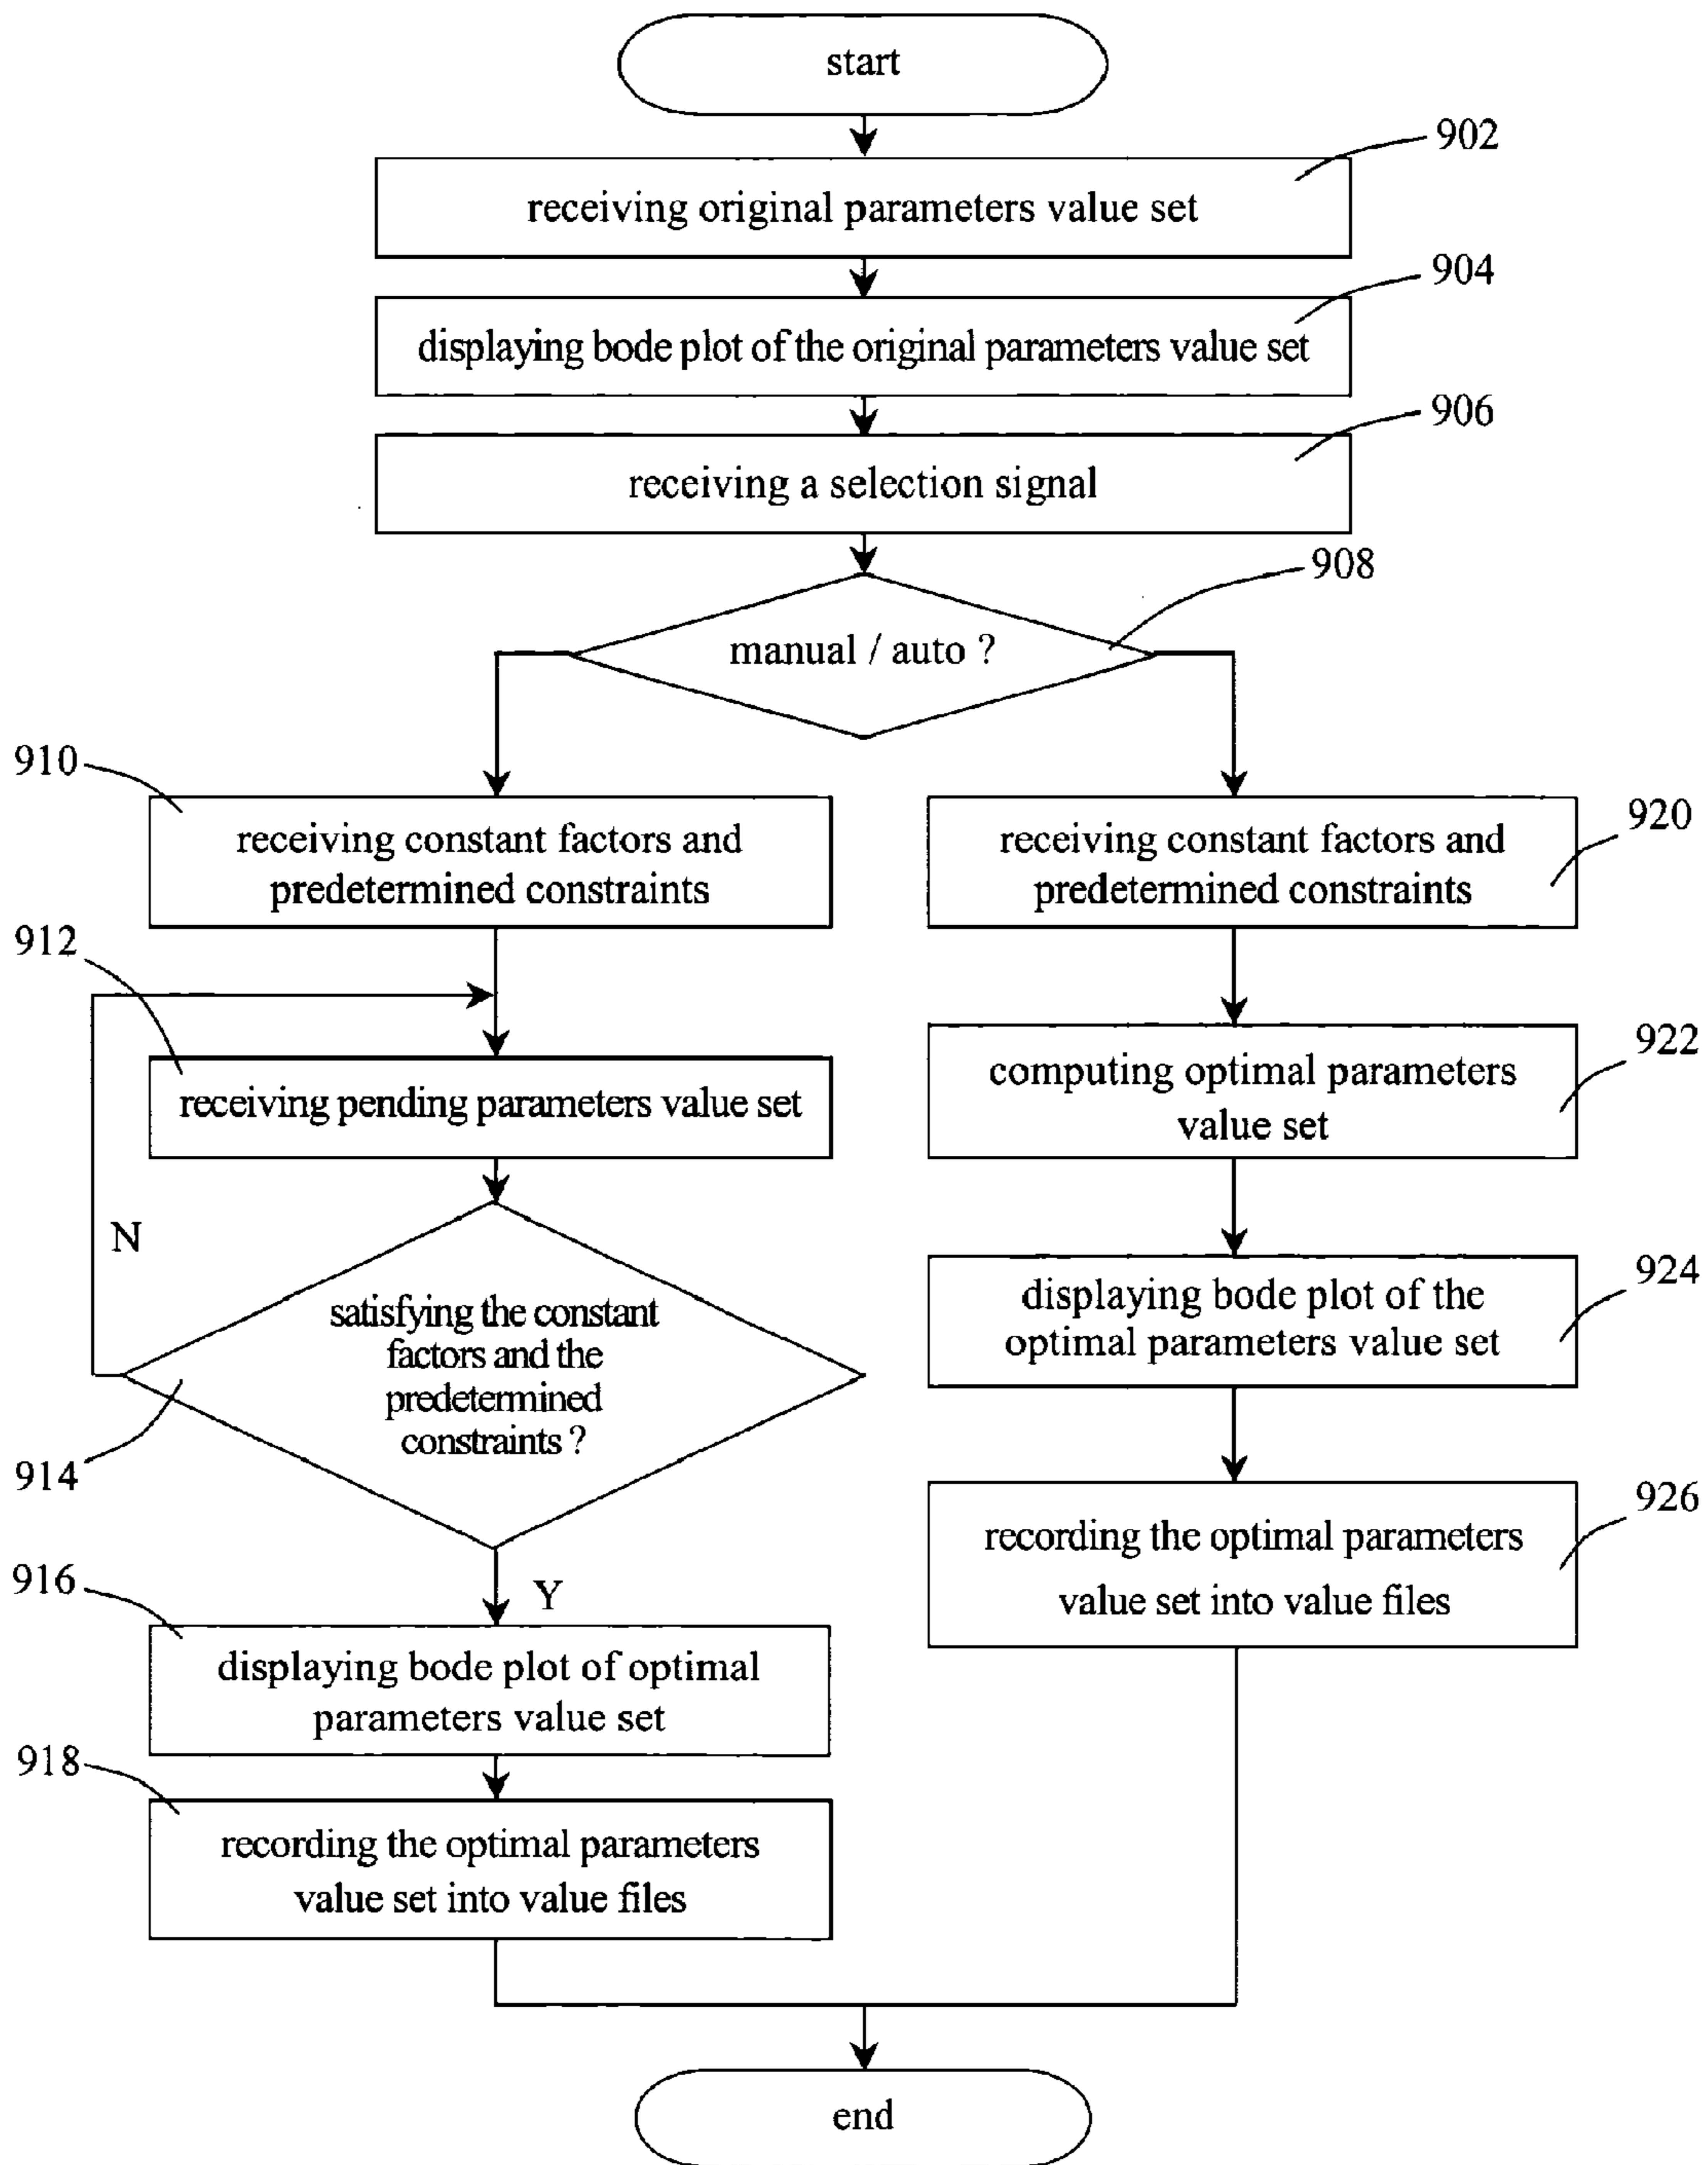 start
902
receiving original parameters value set
904
displaying bode plot of the original parameters value set
906
receiving a selection signal
908
manual / auto ?
910
receiving constant factors and
predetermined constraints
920
receiving constant factors and
predetermined constraints
912
receiving pending parameters value set
922
computing optimal parameters
value set
N
914
satisfying the constant
factors and the
predetermined
constraints ?
924
displaying bode plot of the
optimal parameters value set
926
recording the optimal parameters
value set into value files
Y
916
displaying bode plot of optimal
parameters value set
918
recording the optimal parameters
value set into value files
end